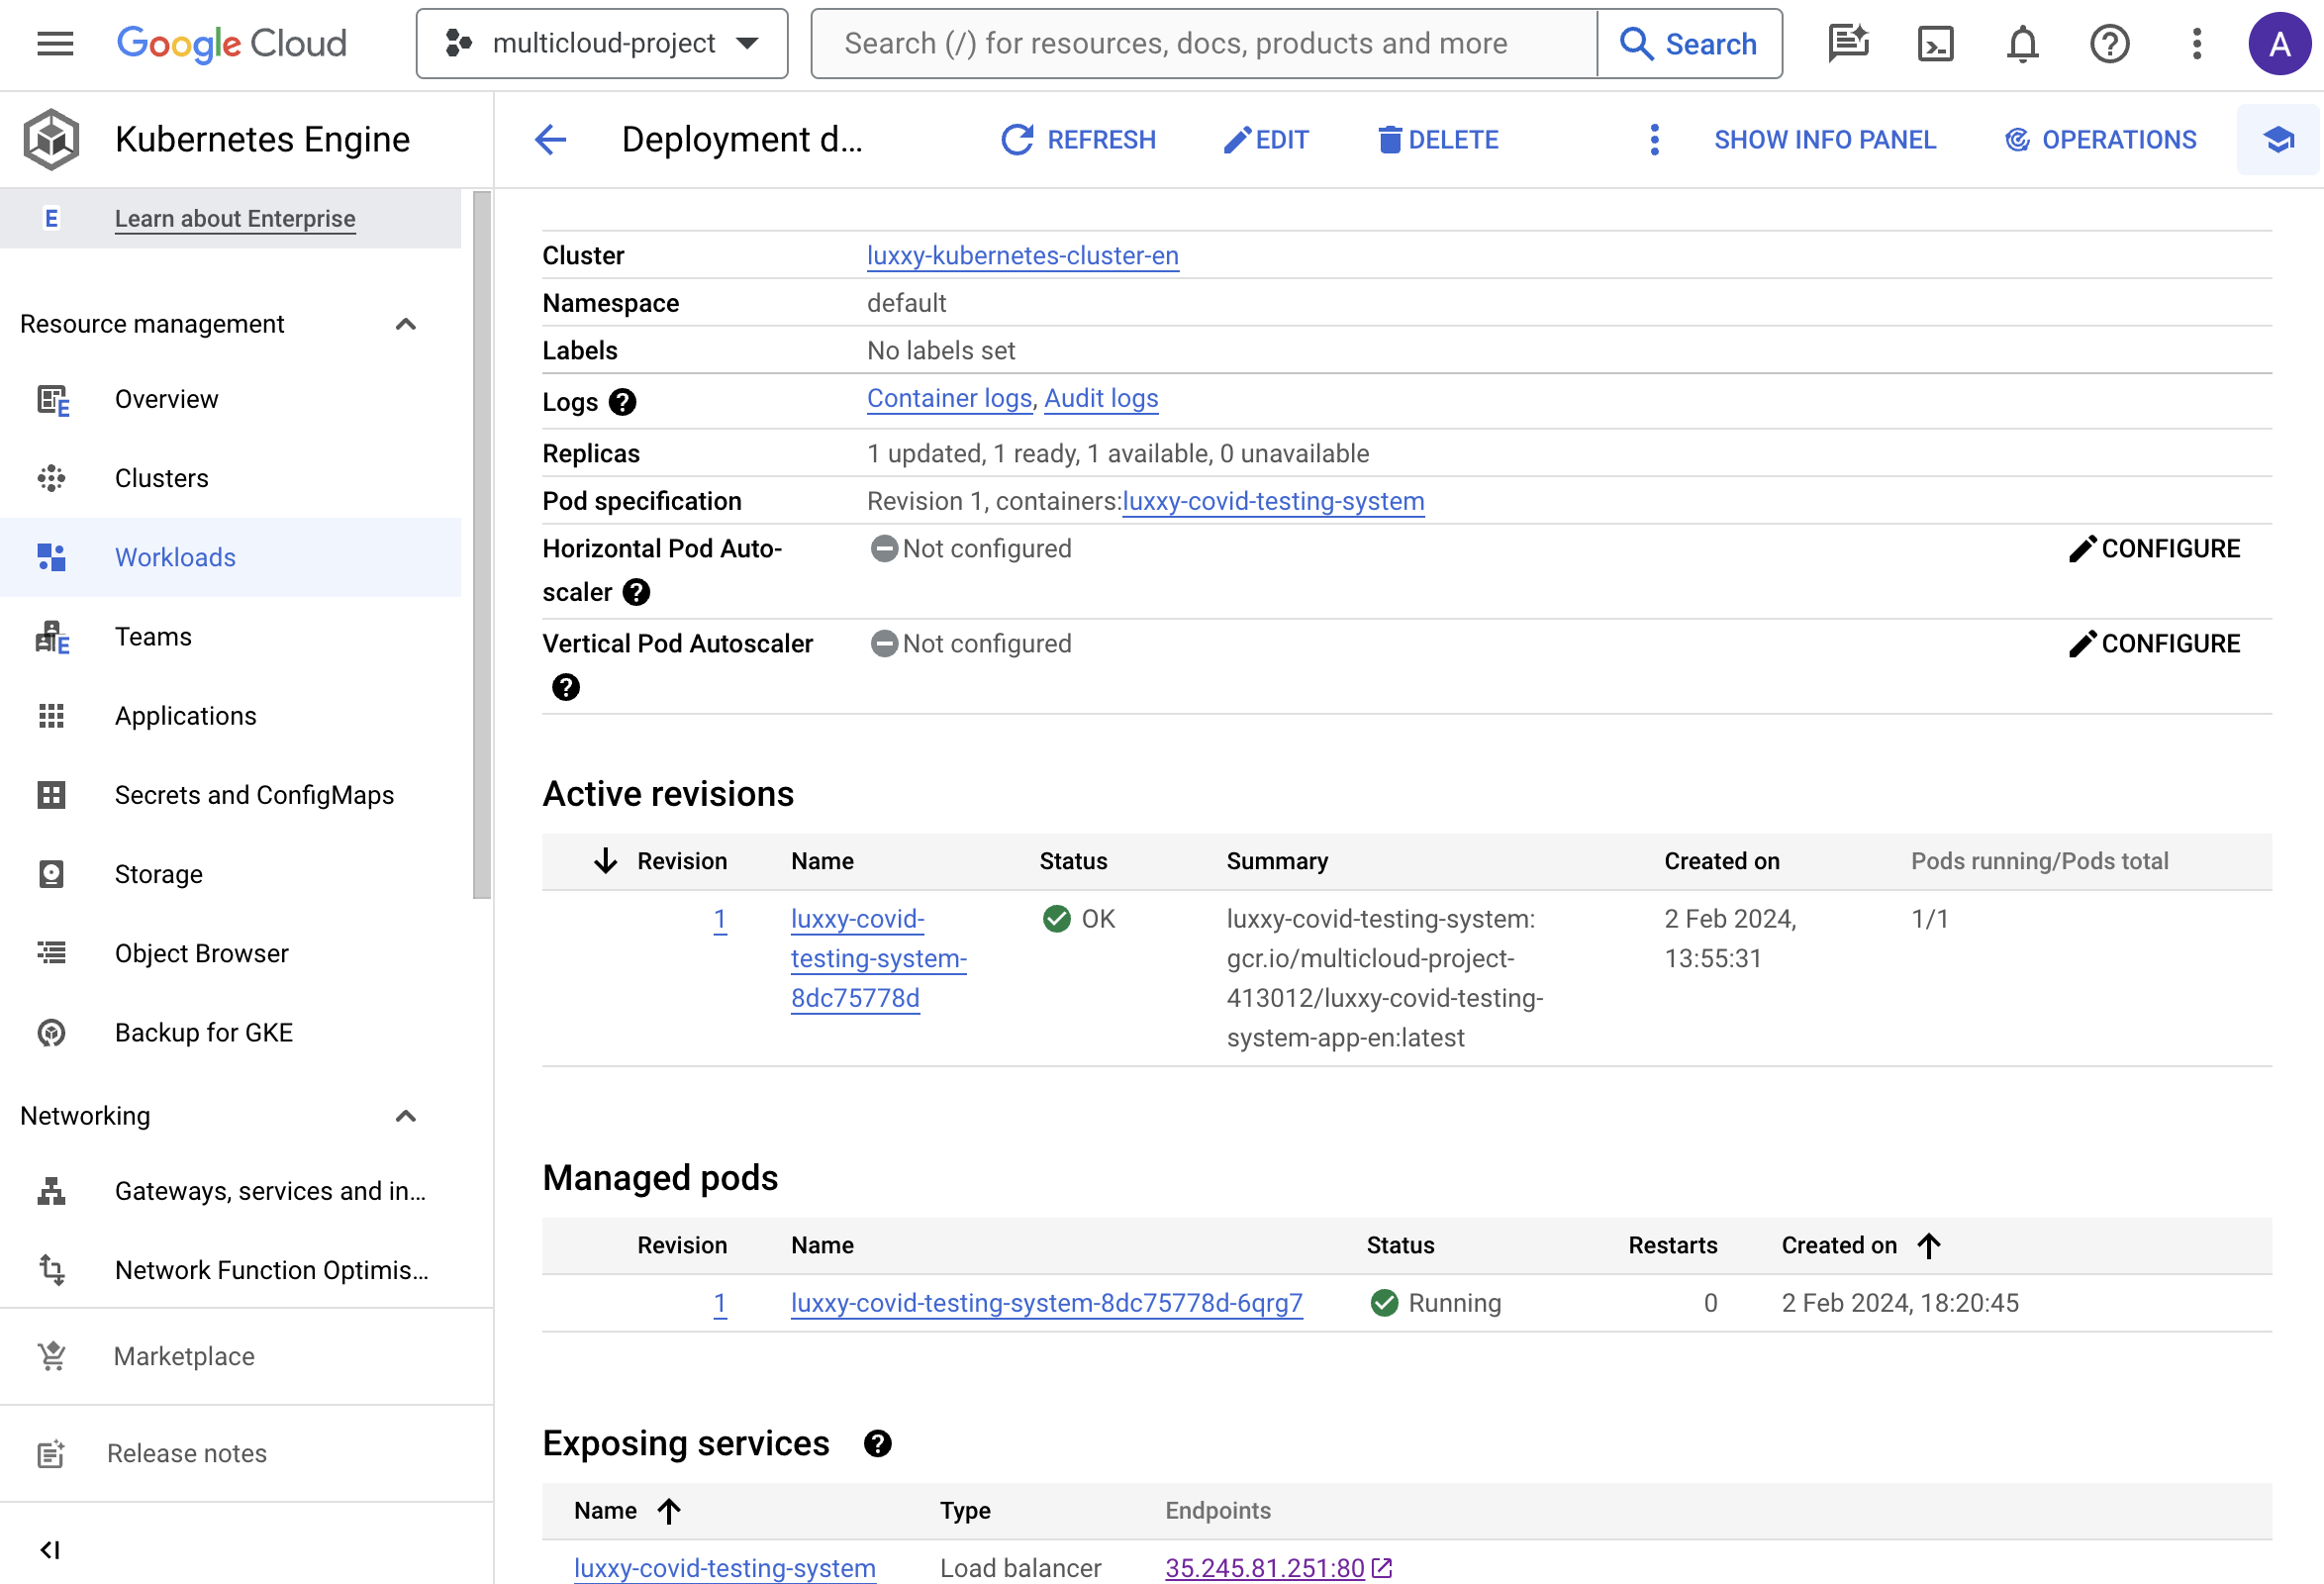 Google Cloud
multicloud-project
Search (/) for resources, docs, products and more
Search
A
Kubernetes Engine
Deployment d...
REFRESH
EDIT
DELETE
SHOW INFO PANEL
OPERATIONS
E
Learn about Enterprise
Resource management
Overview
Clusters
Workloads
Teams
Applications
Secrets and ConfigMaps
Storage
Object Browser
Backup for GKE
Networking
Gateways, services and in...
Network Function Optimis...
Marketplace
Release notes
Cluster luxxy-kubernetes-cluster-en
Namespace default
Labels No labels set
Logs Container logs, Audit logs
Replicas 1 updated, 1 ready, 1 available, 0 unavailable
Pod specification Revision 1, containers:luxxy-covid-testing-system
Horizontal Pod Auto- Not configured CONFIGURE
scaler
Vertical Pod Autoscaler Not configured CONFIGURE
Active revisions
Revision Name Status Summary Created on Pods running/Pods total
1 luxxy-covid- OK luxxy-covid-testing-system: 2 Feb 2024, 1/1
testing-system- gcr.io/multicloud-project- 13:55:31
8dc75778d 413012/luxxy-covid-testing-
system-app-en:latest
Managed pods
Revision Name Status Restarts Created on
1 luxxy-covid-testing-system-8dc75778d-6qrg7 Running 0 2 Feb 2024, 18:20:45
Exposing services
Name Type Endpoints
luxxy-covid-testing-system Load balancer 35.245.81.251:80